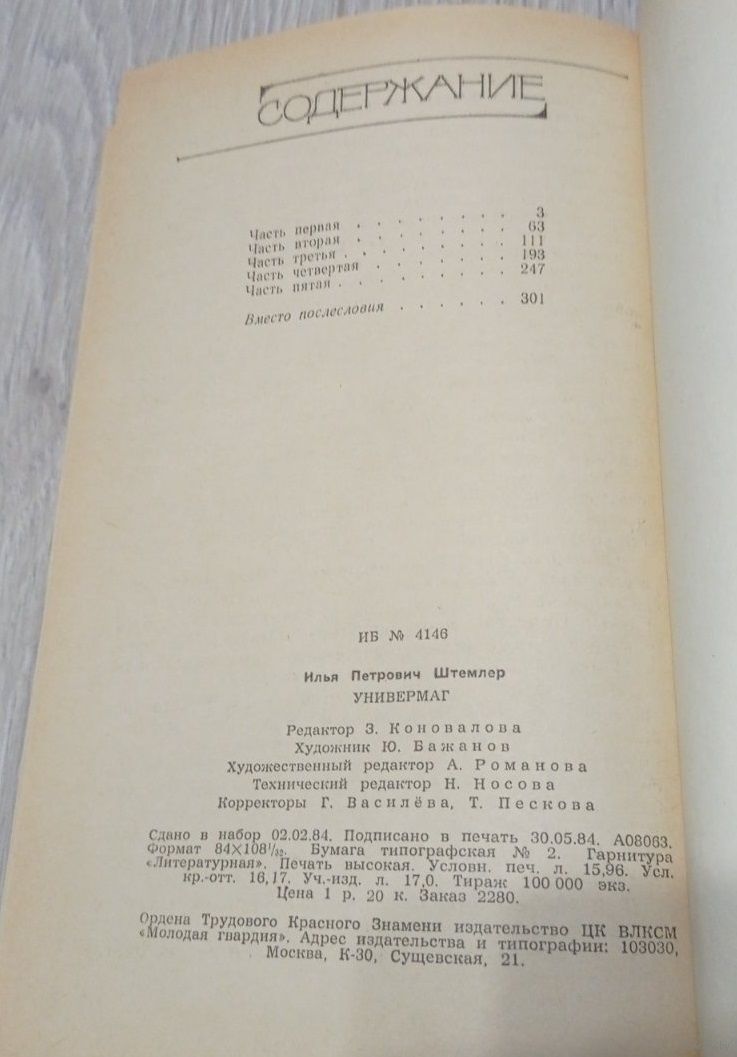 СОДЕРЖАНИЕ
Часть первая . . . . . . . 3
Часть вторая . . . . . . . 63
Часть третья . . . . . . . 111
Часть четвертая . . . . . . 193
Часть пятая . . . . . . . 247
Вместо послесловия . . . . . . 301
ИБ № 4146
Илья Петрович Штемлер
УНИВЕРМАГ
Редактор З. Коновалова
Художник Ю. Бажанов
Художественный редактор А. Романова
Технический редактор Н. Носова
Корректоры Г. Василёва, Т. Пескова
Сдано в набор 02.02.84. Подписано в печать 30.05.84. А08063.
Формат 84×108¹/₃₂. Бумага типографская № 2. Гарнитура
«Литературная». Печать высокая. Условн. печ. л. 15,96. Усл.
кр.-отт. 16,17. Уч.-изд. л. 17,0. Тираж 100 000 экз.
Цена 1 р. 20 к. Заказ 2280.
Ордена Трудового Красного Знамени издательство ЦК ВЛКСМ
«Молодая гвардия». Адрес издательства и типографии: 103030,
Москва, К-30, Сущевская, 21.